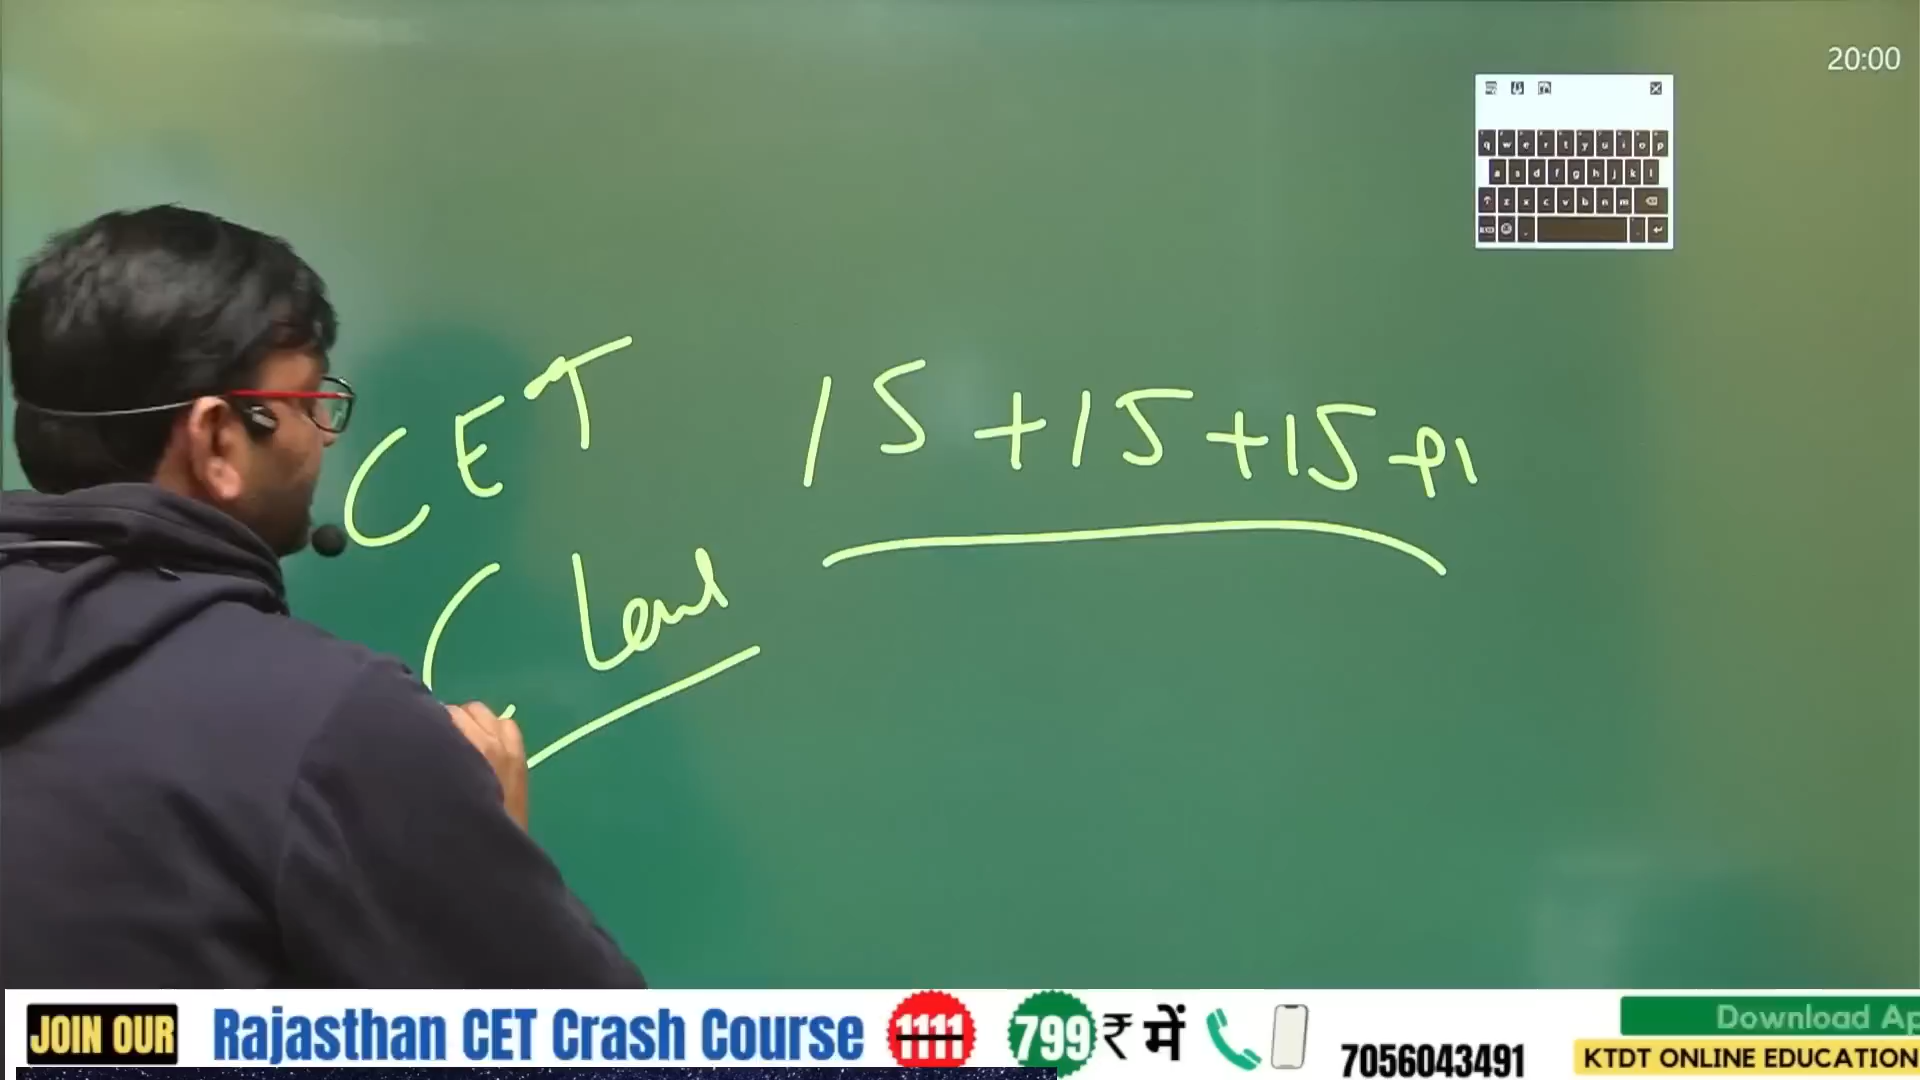 20:00
CET 15+15+15+
JOIN OUR Rajasthan CET Crash Course 1111 799 ₹ में 7056043491
Download Ap
KTDT ONLINE EDUCATION
q w e r t y u i o p
a s d f g h j k l
z x c v b n m